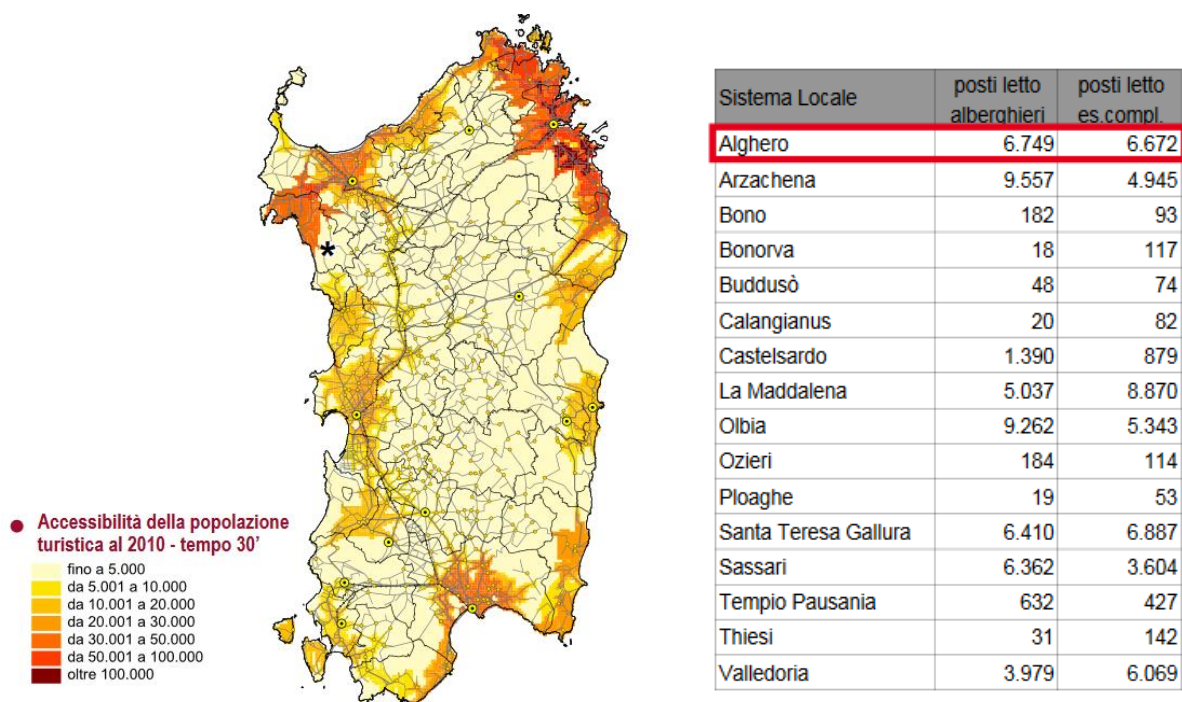 Accessibilità della popolazione
turistica al 2010 - tempo 30’
fino a 5.000
da 5.001 a 10.000
da 10.001 a 20.000
da 20.001 a 30.000
da 30.001 a 50.000
da 50.001 a 100.000
oltre 100.000
*
Sistema Locale posti letto alberghieri posti letto es.compl.
Alghero 6.749 6.672
Arzachena 9.557 4.945
Bono 182 93
Bonorva 18 117
Buddusò 48 74
Calangianus 20 82
Castelsardo 1.390 879
La Maddalena 5.037 8.870
Olbia 9.262 5.343
Ozieri 184 114
Ploaghe 19 53
Santa Teresa Gallura 6.410 6.887
Sassari 6.362 3.604
Tempio Pausania 632 427
Thiesi 31 142
Valledoria 3.979 6.069